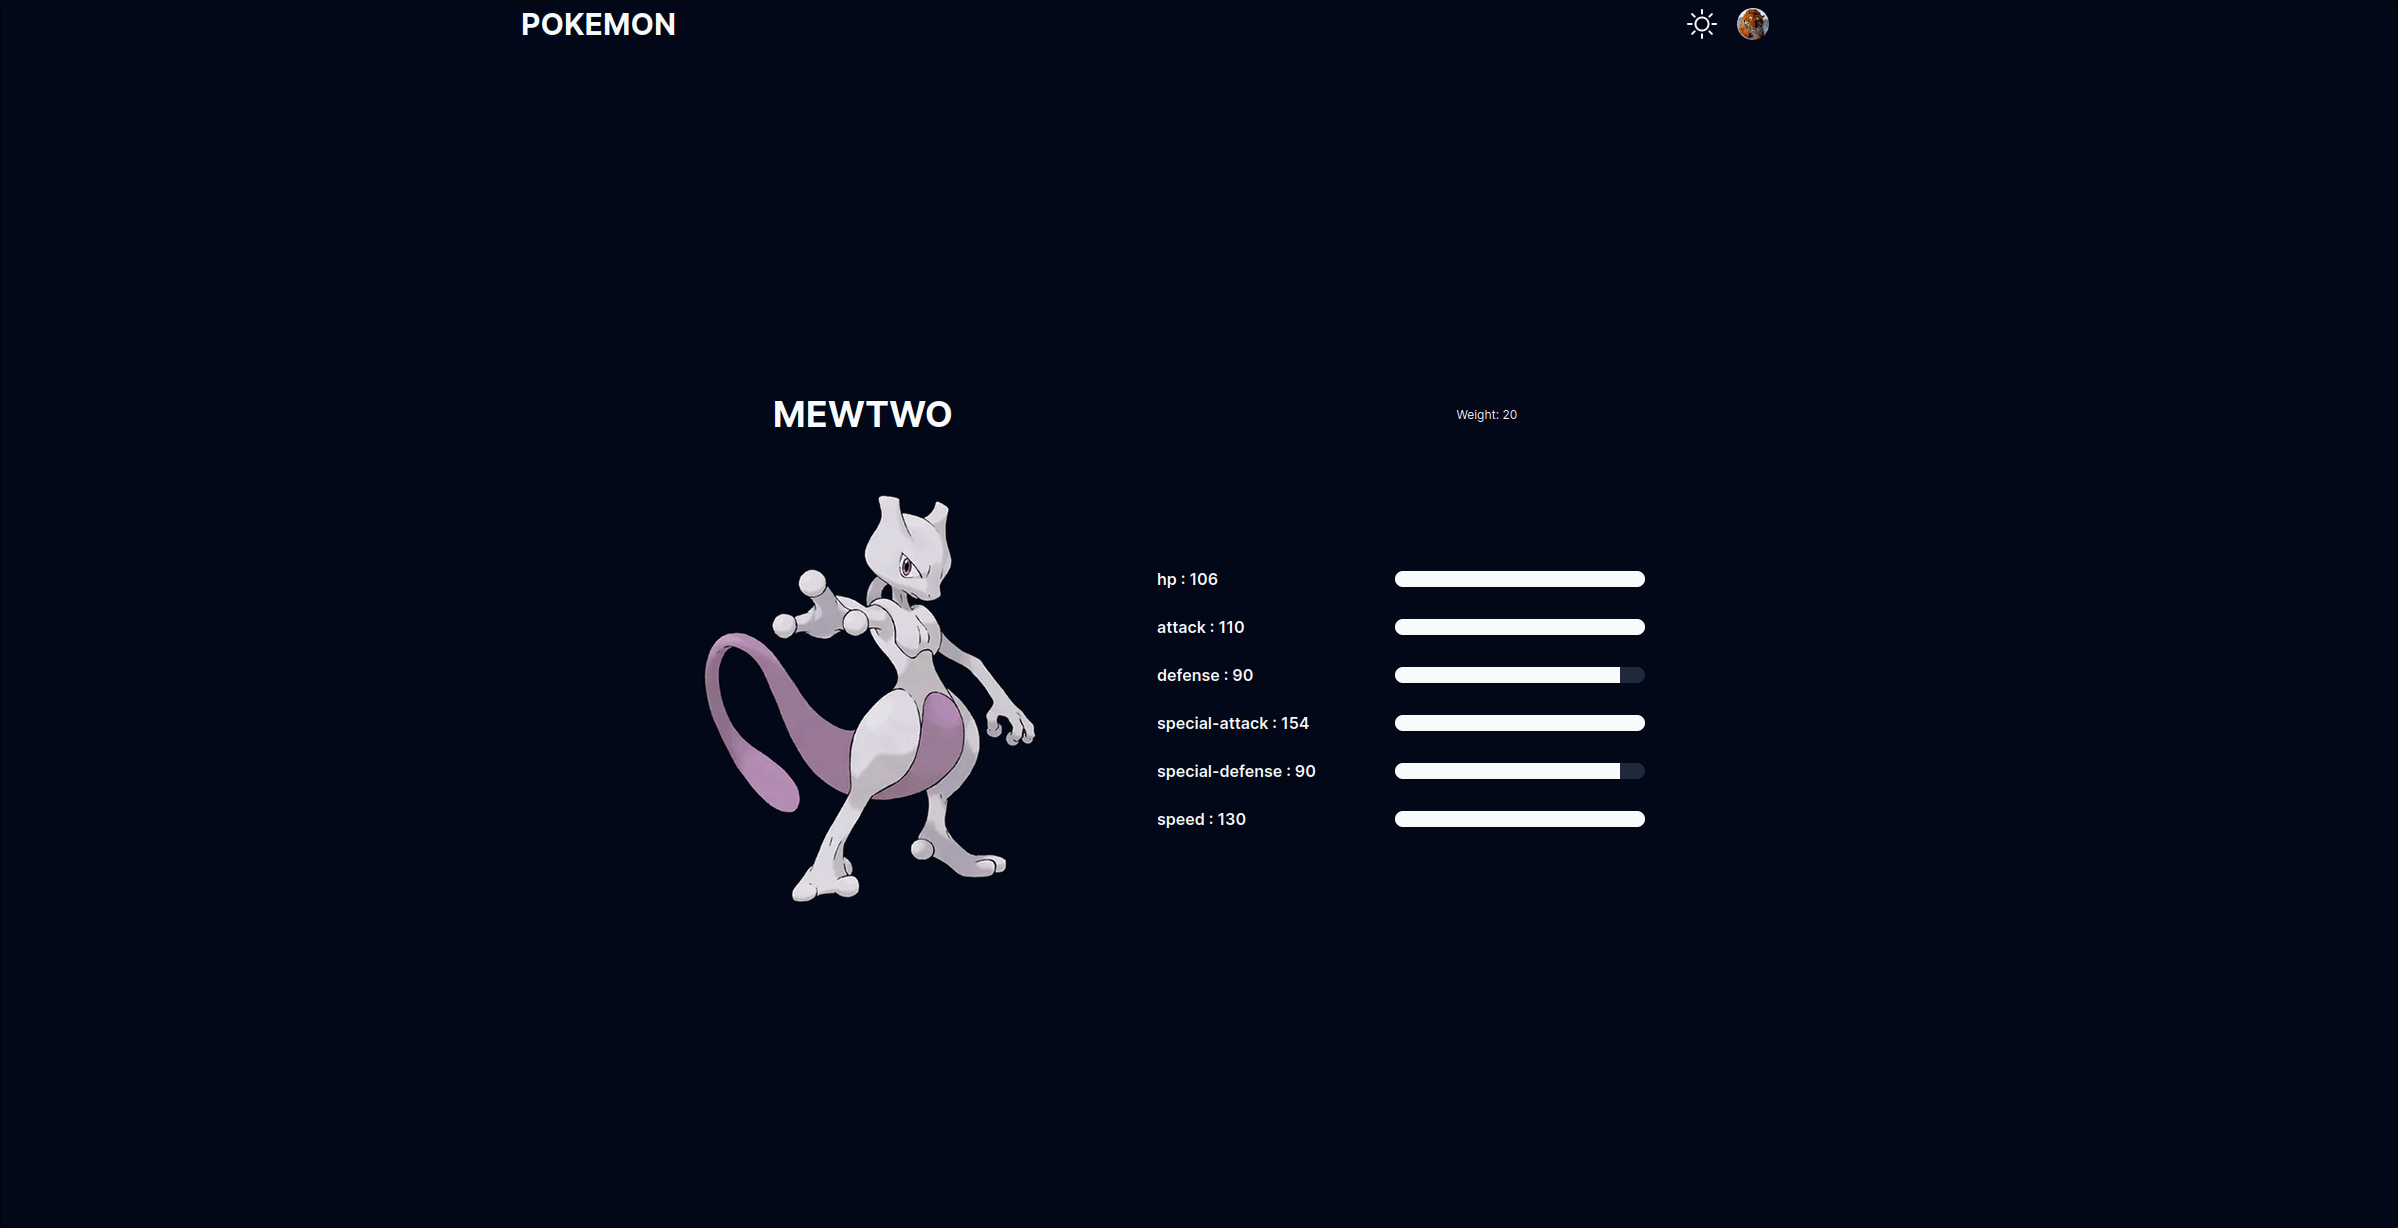 POKEMON
MEWTWO
Weight: 20
hp : 106
attack : 110
defense : 90
special-attack : 154
special-defense : 90
speed : 130